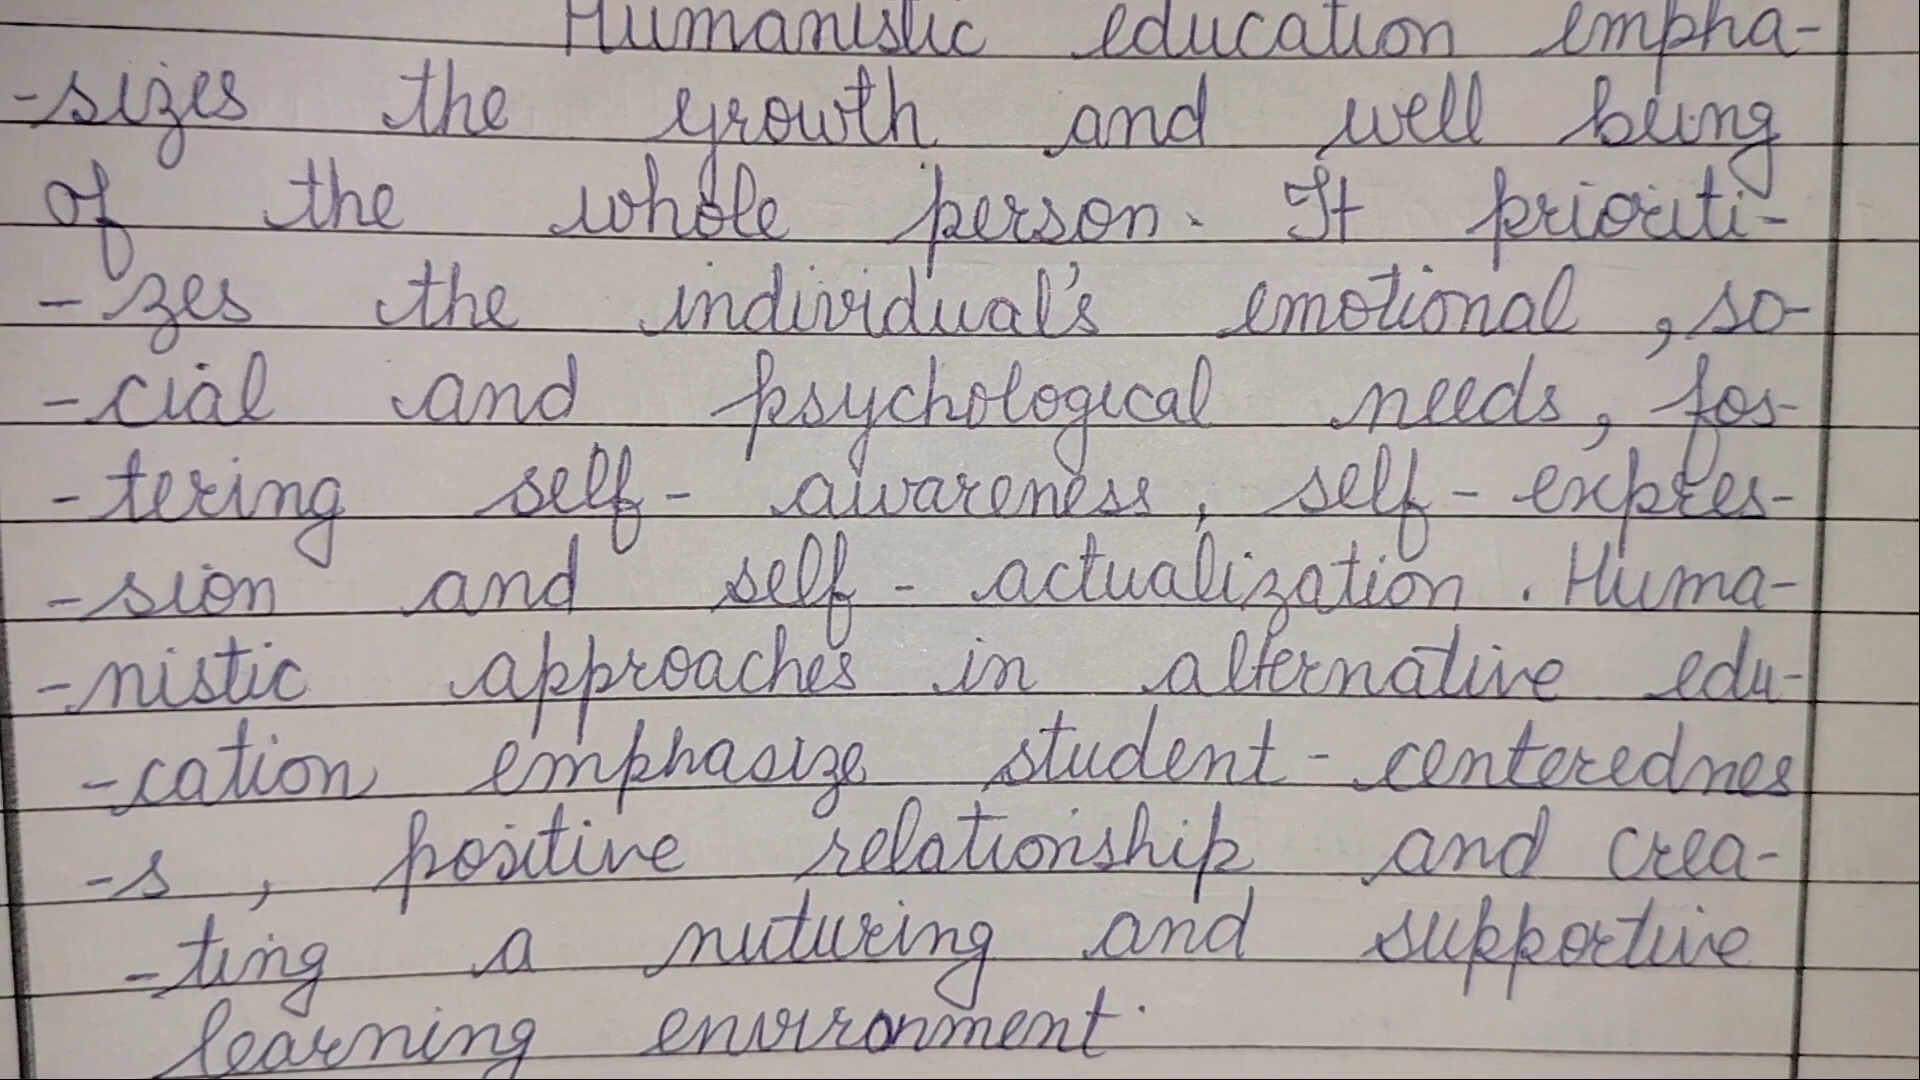 Humanistic education empha-
-sizes the growth and well being
of the whole person. It prioriti-
-zes the individual's emotional, so-
-cial and psychological needs, fos-
-tering self- awareness, self-expres-
-sion and self-actualization. Huma-
-nistic approaches in alternative edu-
-cation emphasize student-centerednes
-s, positive relationship and crea-
-ting a nuturing and supportive
learning environment.